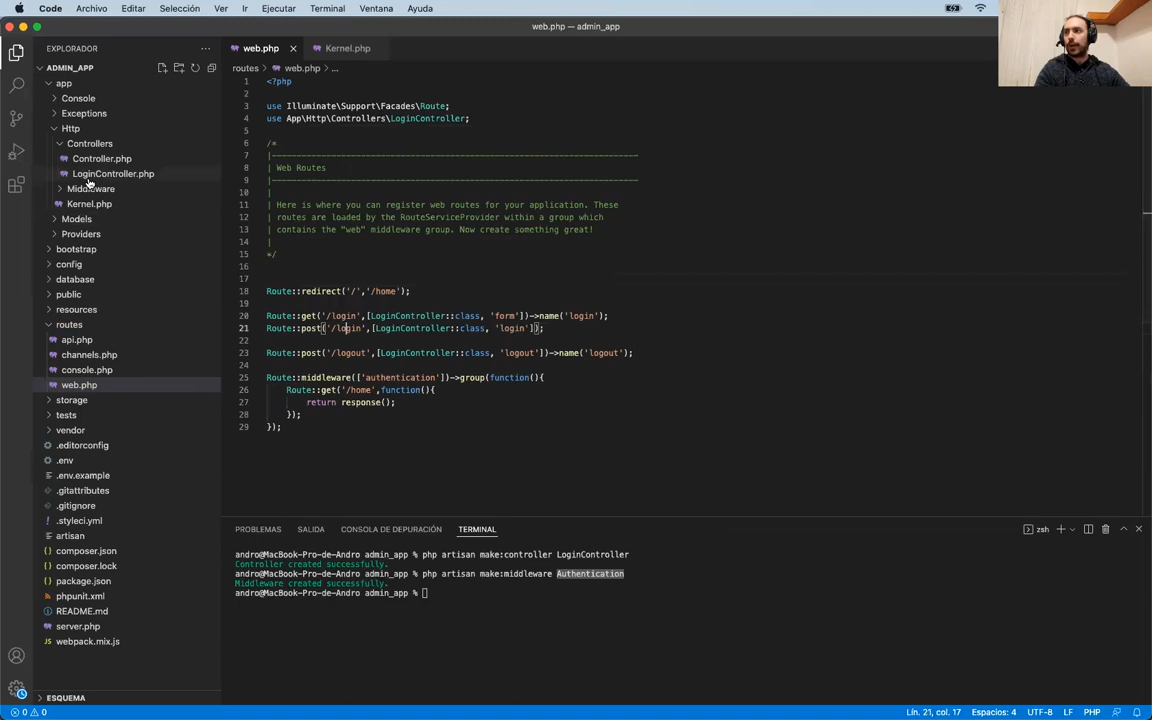 Code Archivo Editar Selección Ver Ir Ejecutar Terminal Ventana Ayuda
web.php — admin_app
EXPLORADOR
ADMIN_APP
app
Console
Exceptions
Http
Controllers
Controller.php
LoginController.php
Middleware
Kernel.php
Models
Providers
bootstrap
config
database
public
resources
routes
api.php
channels.php
console.php
web.php
storage
tests
vendor
.editorconfig
.env
.env.example
.gitattributes
.gitignore
.styleci.yml
artisan
composer.json
composer.lock
package.json
phpunit.xml
README.md
server.php
JS webpack.mix.js
ESQUEMA
web.php Kernel.php
routes > web.php > ...
1 <?php
2
3 use Illuminate\Support\Facades\Route;
4 use App\Http\Controllers\LoginController;
5
6 /*
7 |--------------------------------------------------------------------------
8 | Web Routes
9 |--------------------------------------------------------------------------
10 |
11 | Here is where you can register web routes for your application. These
12 | routes are loaded by the RouteServiceProvider within a group which
13 | contains the "web" middleware group. Now create something great!
14 |
15 */
16
17
18 Route::redirect('/','/home');
19
20 Route::get('/login',[LoginController::class, 'form'])->name('login');
21 Route::post('/login',[LoginController::class, 'login']);
22
23 Route::post('/logout',[LoginController::class, 'logout'])->name('logout');
24
25 Route::middleware(['authentication'])->group(function(){
26 Route::get('/home',function(){
27 return response();
28 });
29 });
PROBLEMAS SALIDA CONSOLA DE DEPURACIÓN TERMINAL
zsh
andro@MacBook-Pro-de-Andro admin_app % php artisan make:controller LoginController
Controller created successfully.
andro@MacBook-Pro-de-Andro admin_app % php artisan make:middleware Authentication
Middleware created successfully.
andro@MacBook-Pro-de-Andro admin_app %
0 0 Lín. 21, col. 17 Espacios: 4 UTF-8 LF PHP